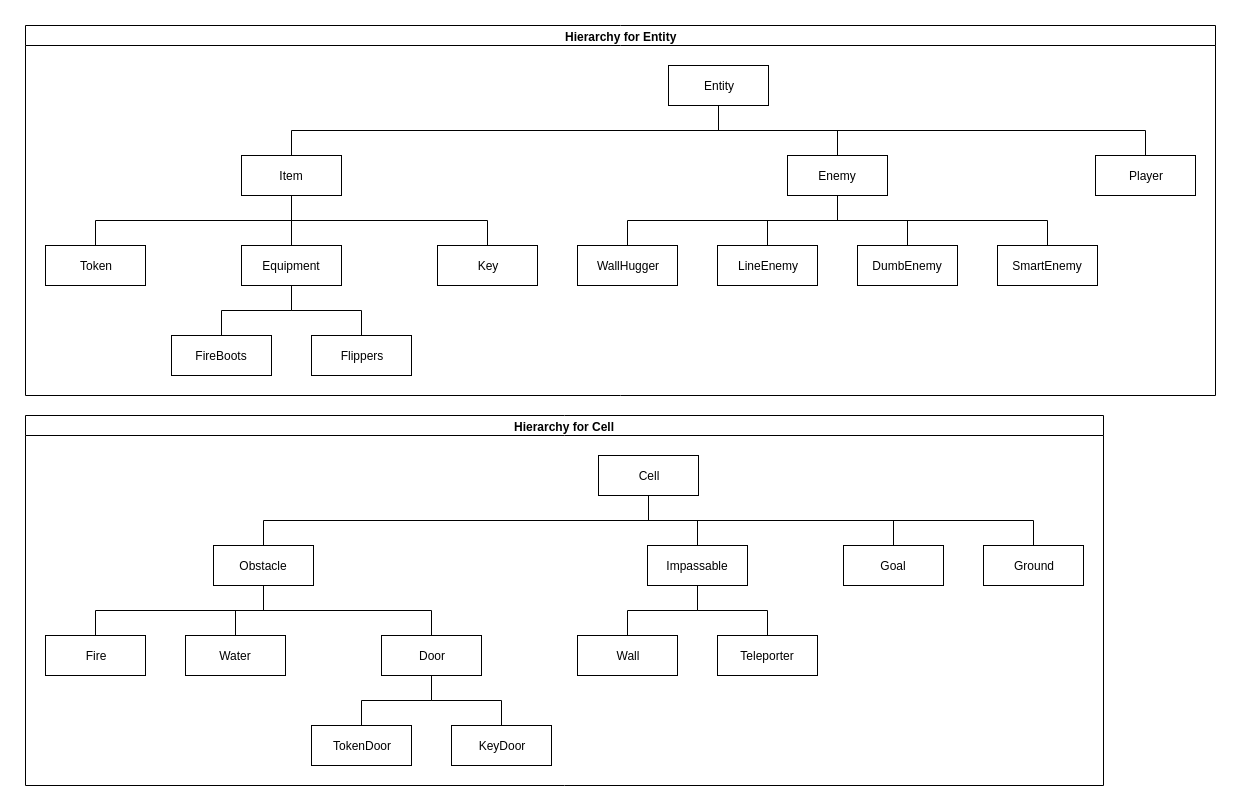 Hierarchy for Entity
Entity
Item
Enemy
Player
Token
Equipment
Key
WallHugger
LineEnemy
DumbEnemy
SmartEnemy
FireBoots
Flippers
Hierarchy for Cell
Cell
Obstacle
Impassable
Goal
Ground
Fire
Water
Door
Wall
Teleporter
TokenDoor
KeyDoor